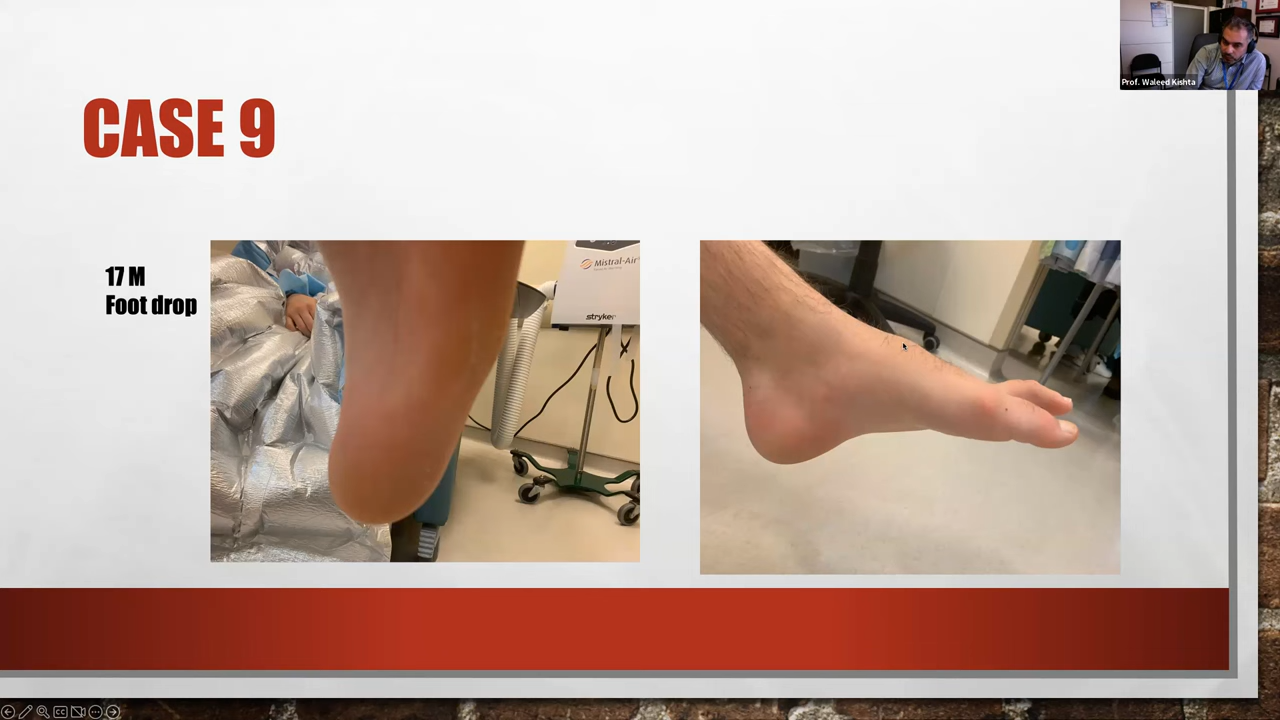 Prof. Waleed Kishta
CASE 9
17 M
Foot drop
Mistral-Air
stryker